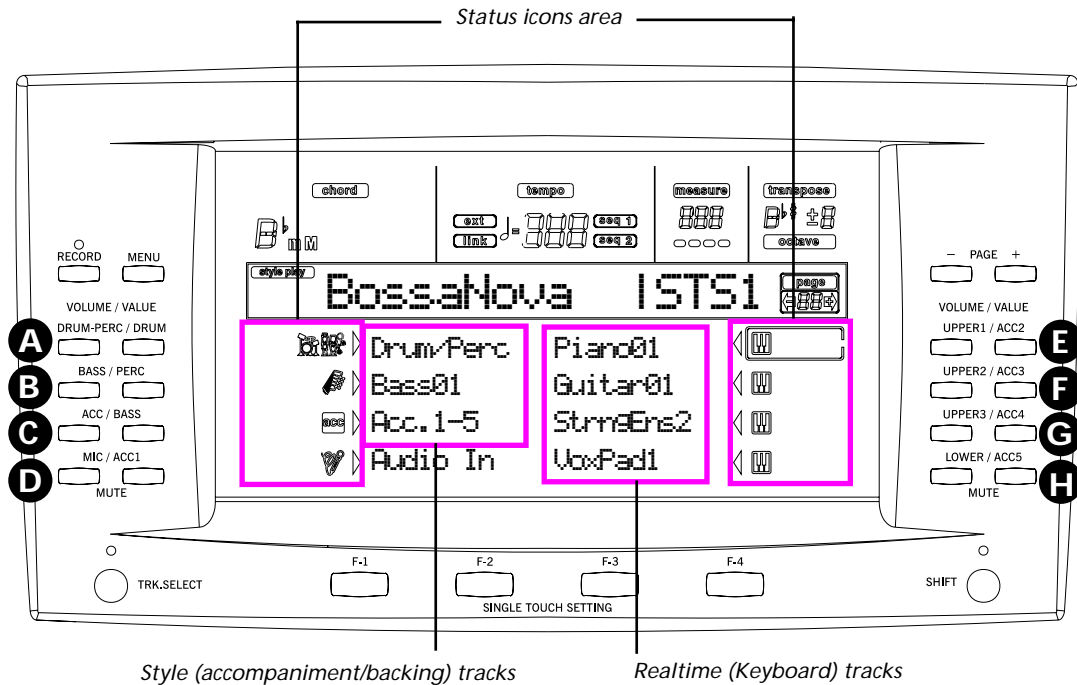 Status icons area
chord
tempo
measure
transpose
ext
link
seq 1
seq 2
octave
RECORD MENU
- PAGE +
style play
BossaNova |STS1
page
VOLUME / VALUE
VOLUME / VALUE
DRUM-PERC / DRUM
UPPER1 / ACC2
A
Drum/Perc Piano01
E
BASS / PERC
UPPER2 / ACC3
B
Bass01 Guitar01
F
ACC / BASS
UPPER3 / ACC4
C
acc
Acc.1-5 StrngEns2
G
MIC / ACC1
LOWER / ACC5
D
Audio In VoxPad1
H
MUTE
MUTE
TRK.SELECT
F-1 F-2 F-3 F-4
SHIFT
SINGLE TOUCH SETTING
Style (accompaniment/backing) tracks
Realtime (Keyboard) tracks